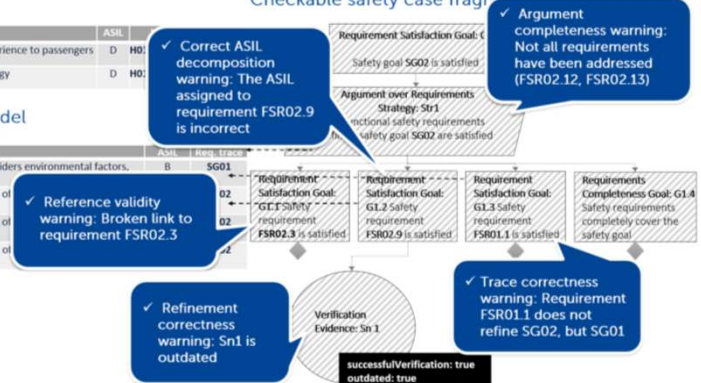 Checkable safety case fragm
ASIL
rience to passengers D H01
gy D H01
del
ASIL Req. trace
iders environmental factors, B SG01
of
of
of
✓ Correct ASIL
decomposition
warning: The ASIL
assigned to
requirement FSR02.9
is incorrect
Requirement Satisfaction Goal: G
Safety goal SG02 is satisfied
✓ Argument
completeness warning:
Not all requirements
have been addressed
(FSR02.12, FSR02.13)
Argument over Requirements
Strategy: Str1
nctional safety requirements
safety goal SG02 are satisfied
✓ Reference validity
warning: Broken link to
requirement FSR02.3
Requirement
Satisfaction Goal:
G1.1 Safety
requirement
FSR02.3 is satisfied
Requirement
Satisfaction Goal:
G1.2 Safety
requirement
FSR02.9 is satisfied
Requirement
Satisfaction Goal:
G1.3 Safety
requirement
FSR01.1 is satisfied
Requirements
Completeness Goal: G1.4
Safety requirements
completely cover the
safety goal
✓ Refinement
correctness
warning: Sn1 is
outdated
Verification
Evidence: Sn 1
successfulVerification: true
outdated: true
✓ Trace correctness
warning: Requirement
FSR01.1 does not
refine SG02, but SG01